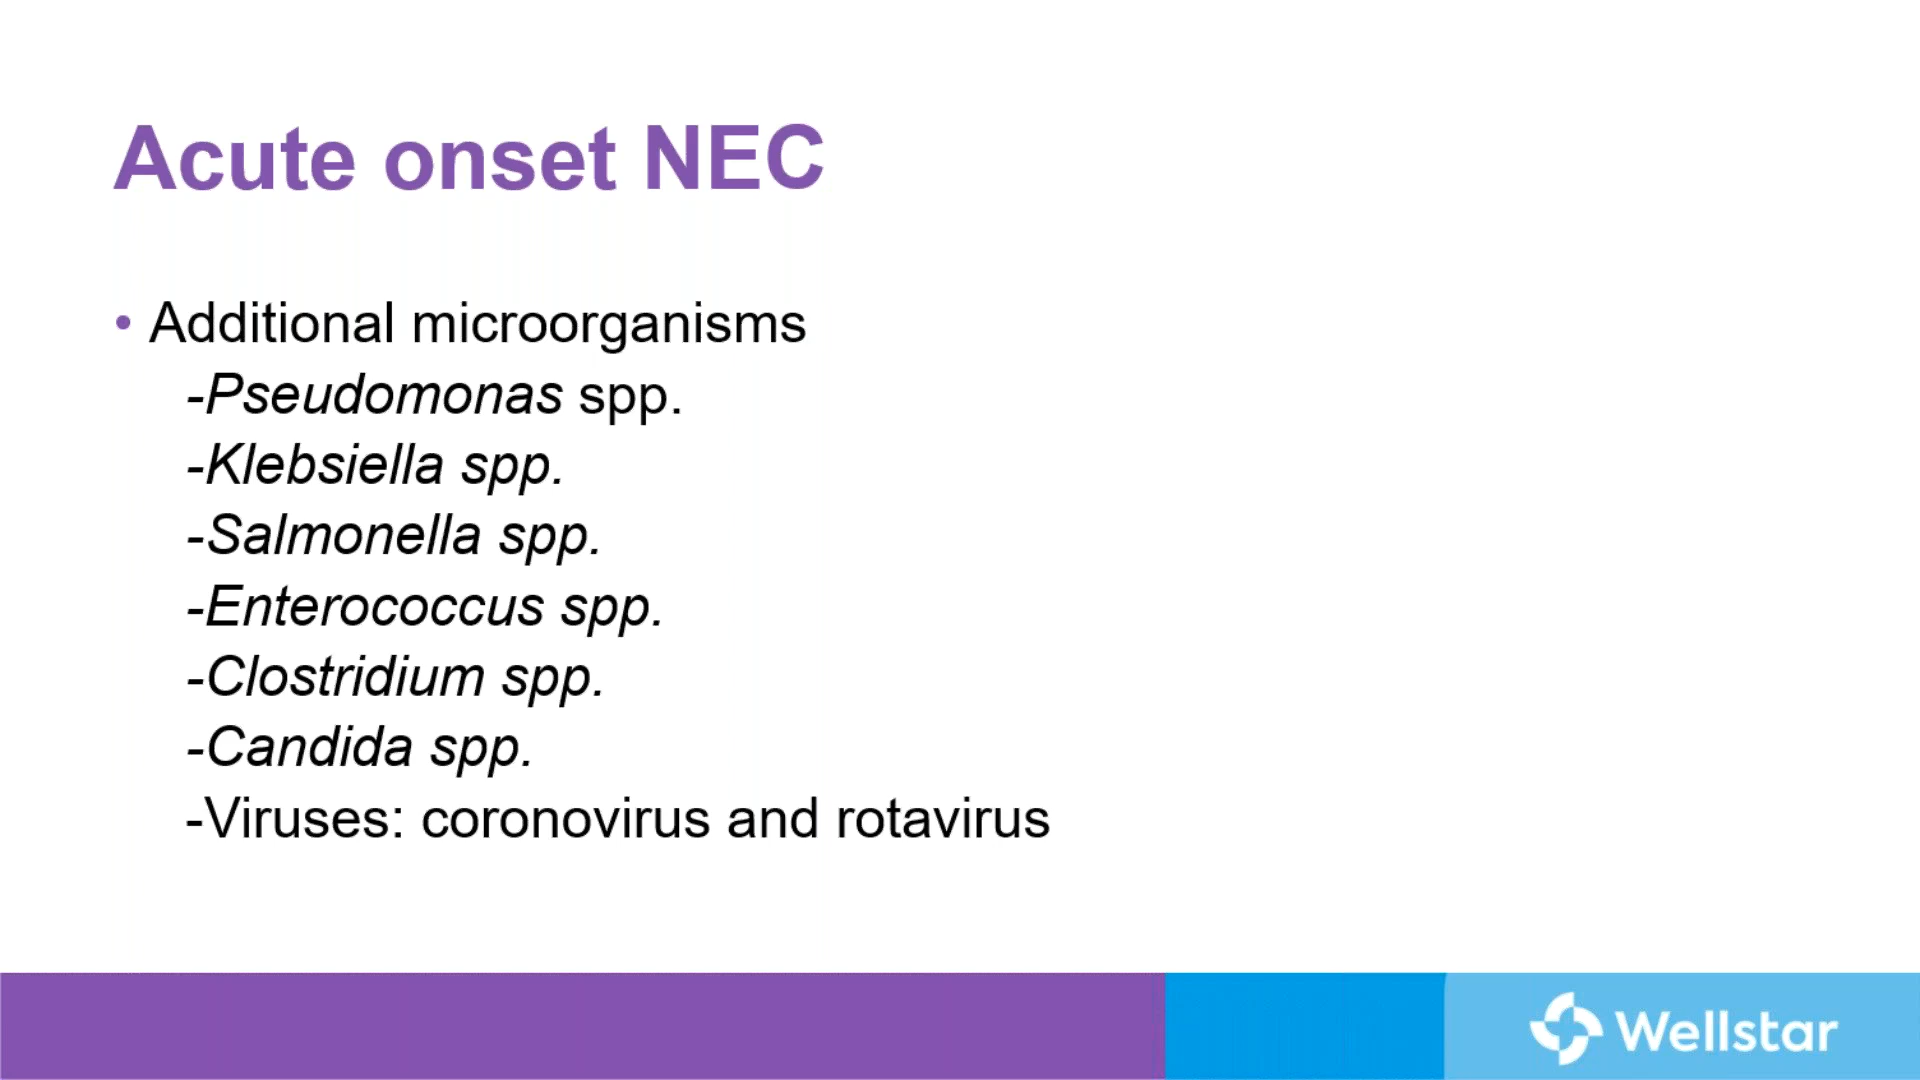 Acute onset NEC
• Additional microorganisms
-Pseudomonas spp.
-Klebsiella spp.
-Salmonella spp.
-Enterococcus spp.
-Clostridium spp.
-Candida spp.
-Viruses: coronovirus and rotavirus
Wellstar